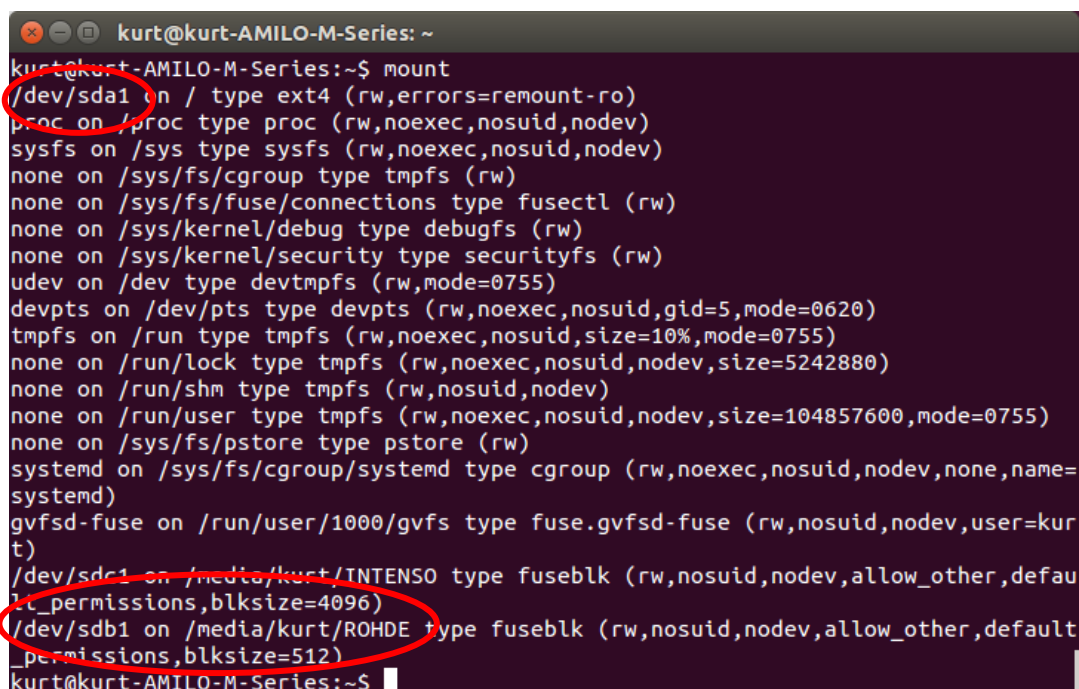 kurt@kurt-AMILO-M-Series: ~
kurt@kurt-AMILO-M-Series:~$ mount
/dev/sda1 on / type ext4 (rw,errors=remount-ro)
proc on /proc type proc (rw,noexec,nosuid,nodev)
sysfs on /sys type sysfs (rw,noexec,nosuid,nodev)
none on /sys/fs/cgroup type tmpfs (rw)
none on /sys/fs/fuse/connections type fusectl (rw)
none on /sys/kernel/debug type debugfs (rw)
none on /sys/kernel/security type securityfs (rw)
udev on /dev type devtmpfs (rw,mode=0755)
devpts on /dev/pts type devpts (rw,noexec,nosuid,gid=5,mode=0620)
tmpfs on /run type tmpfs (rw,noexec,nosuid,size=10%,mode=0755)
none on /run/lock type tmpfs (rw,noexec,nosuid,nodev,size=5242880)
none on /run/shm type tmpfs (rw,nosuid,nodev)
none on /run/user type tmpfs (rw,noexec,nosuid,nodev,size=104857600,mode=0755)
none on /sys/fs/pstore type pstore (rw)
systemd on /sys/fs/cgroup/systemd type cgroup (rw,noexec,nosuid,nodev,none,name=
systemd)
gvfsd-fuse on /run/user/1000/gvfs type fuse.gvfsd-fuse (rw,nosuid,nodev,user=kur
t)
/dev/sdc1 on /media/kurt/INTENSO type fuseblk (rw,nosuid,nodev,allow_other,defau
lt_permissions,blksize=4096)
/dev/sdb1 on /media/kurt/ROHDE type fuseblk (rw,nosuid,nodev,allow_other,default
_permissions,blksize=512)
kurt@kurt-AMILO-M-Series:~$